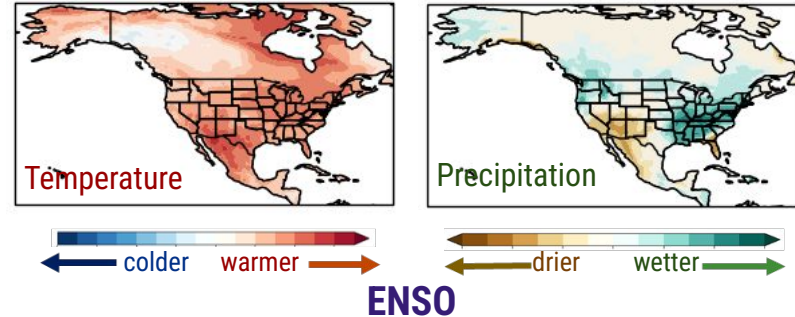 Temperature
Precipitation
colder warmer
drier wetter
ENSO